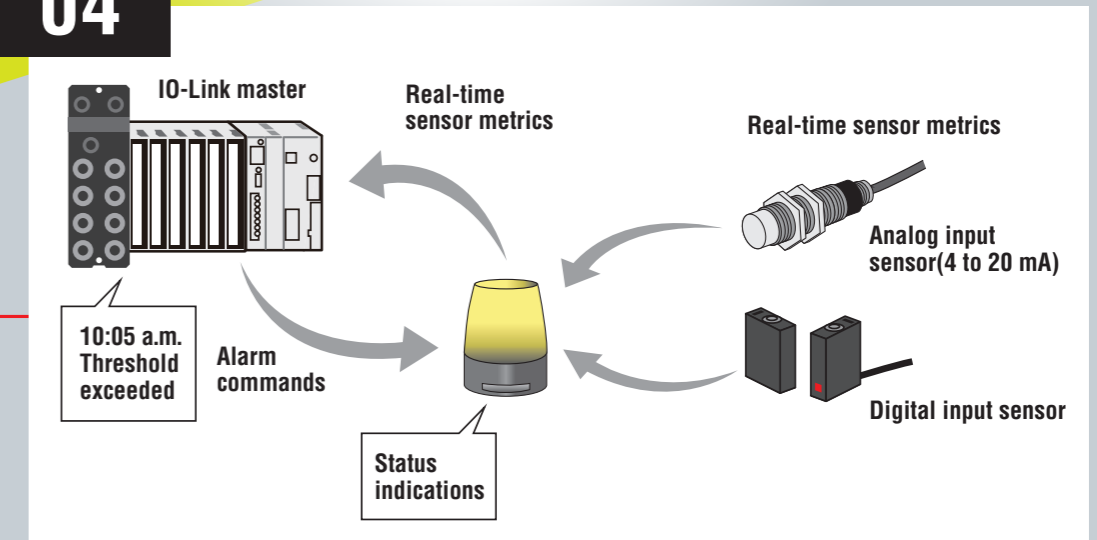 04
IO-Link master
Real-time
sensor metrics
Real-time sensor metrics
Analog input
sensor(4 to 20 mA)
10:05 a.m.
Threshold
exceeded
Alarm
commands
Digital input sensor
Status
indications